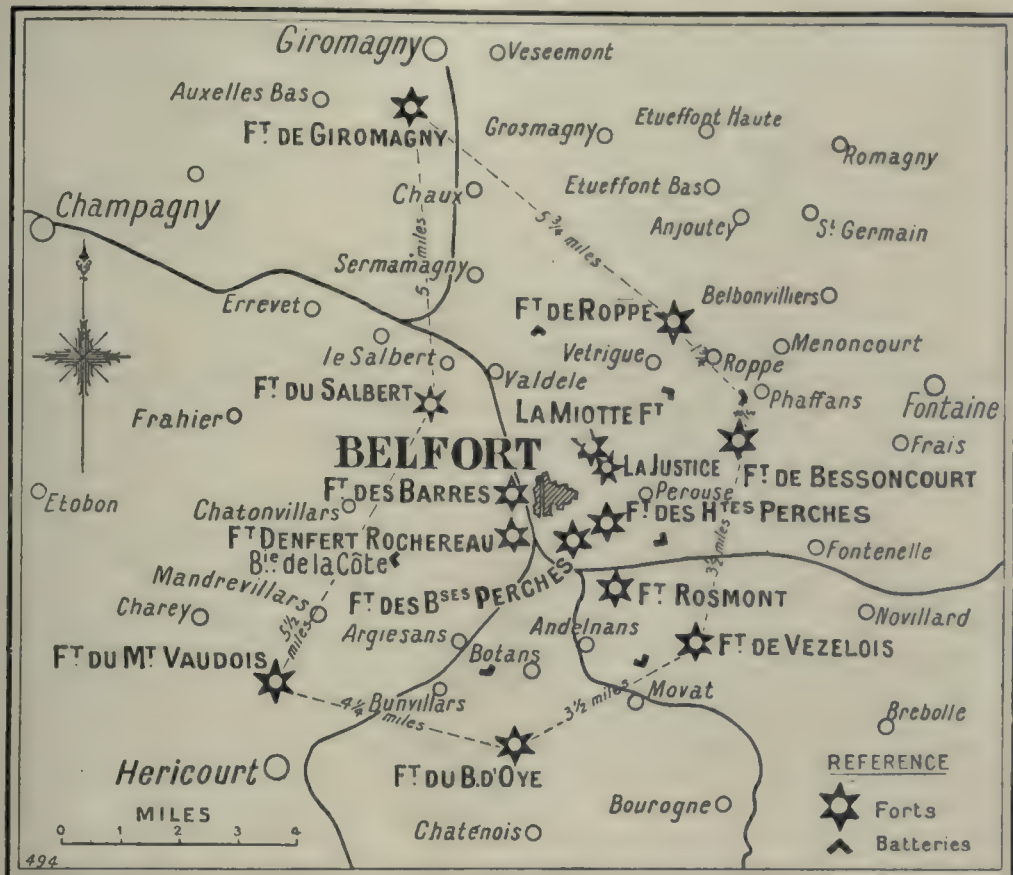 Giromagny
Veseemont
Auxelles Bas
FT. DE GIROMAGNY
Grosmagny
Etueffont Haute
Romagny
Champagny
Chaux
Etueffont Bas
Anjoutey
St Germain
5 miles
5¾ miles
Sermamagny
Errevet
FT DE ROPPE
Belbonvilliers
le Salbert
Vetrigue
Roppe
Menoncourt
FT. DU SALBERT
Valdele
Phaffans
Fontaine
Frahier
LA MIOTTE FT
BELFORT
LA JUSTICE
Frais
FT. DE BESSONCOURT
Etobon
FT. DES BARRES
Perouse
Chatonvillars
FT. DES HTES PERCHES
FT DENFERT ROCHEREAU
Bie. de la Côte
Fontenelle
3½ miles
Mandrevillars
FT. DES BSES PERCHES
FT. ROSMONT
Charey
5½ miles
Argiesans
Andelnans
Novillard
FT. DU MT. VAUDOIS
Botans
FT. DE VEZELOIS
Bunvillars
4¼ miles
3½ miles
Movat
Brebolle
Hericourt
FT. DU B. D'OYE
REFERENCE
MILES
Bourogne
Forts
0 1 2 3 4
Chatenois
Batteries
494